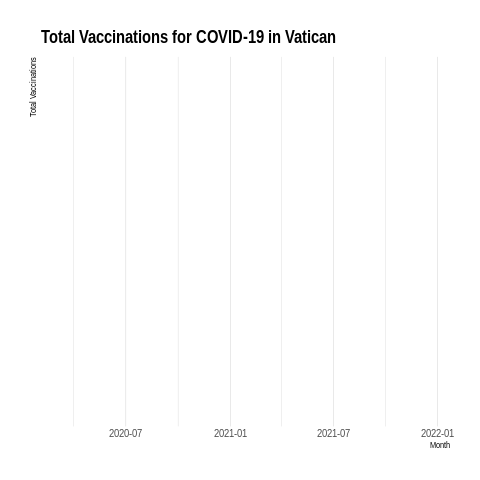 Total Vaccinations for COVID-19 in Vatican
Total Vaccinations
2020-07 2021-01 2021-07 2022-01
Month